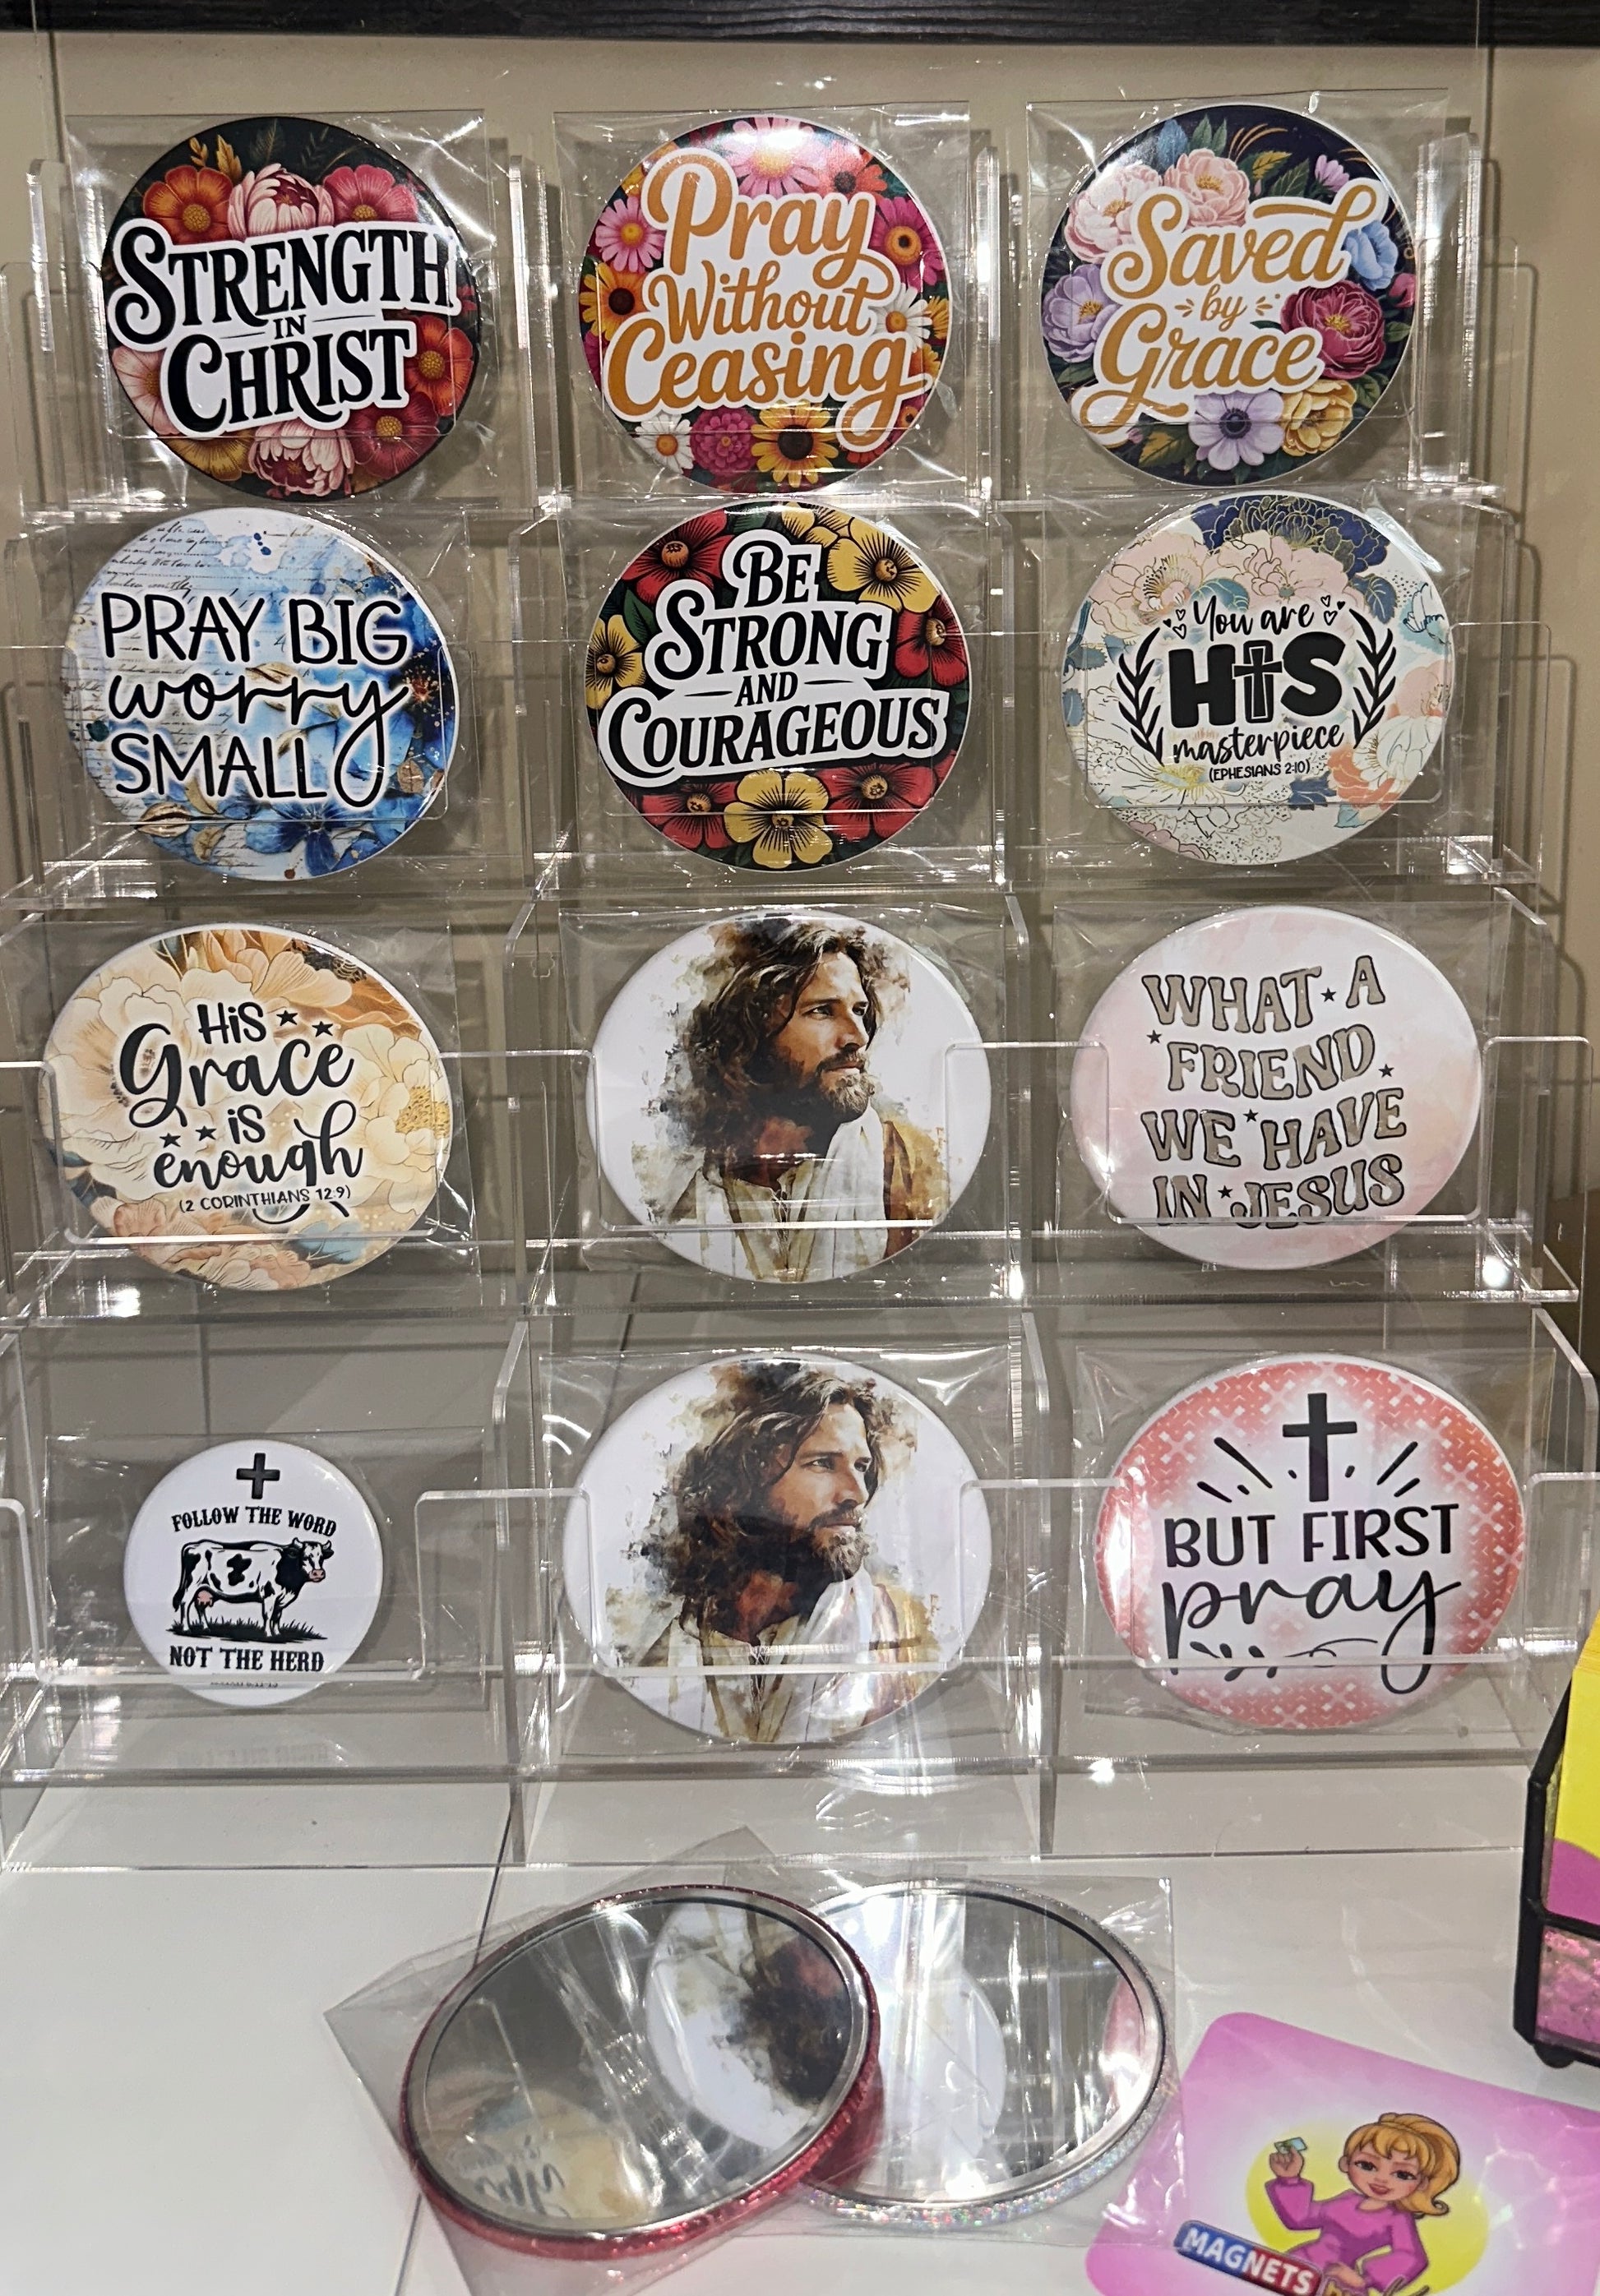 STRENGTH
IN
CHRIST
Pray
Without
Ceasing
Saved
by
Grace
PRAY BIG
worry
SMALL
BE
STRONG
AND
COURAGEOUS
You are
HIS
masterpiece
(EPHESIANS 2:10)
HiS
Grace
iS
enough
(2 CORINTHIANS 12:9)
WHAT A
FRIEND
WE HAVE
IN JESUS
FOLLOW THE WORD
NOT THE HERD
BUT FIRST
pray
MAGNETS